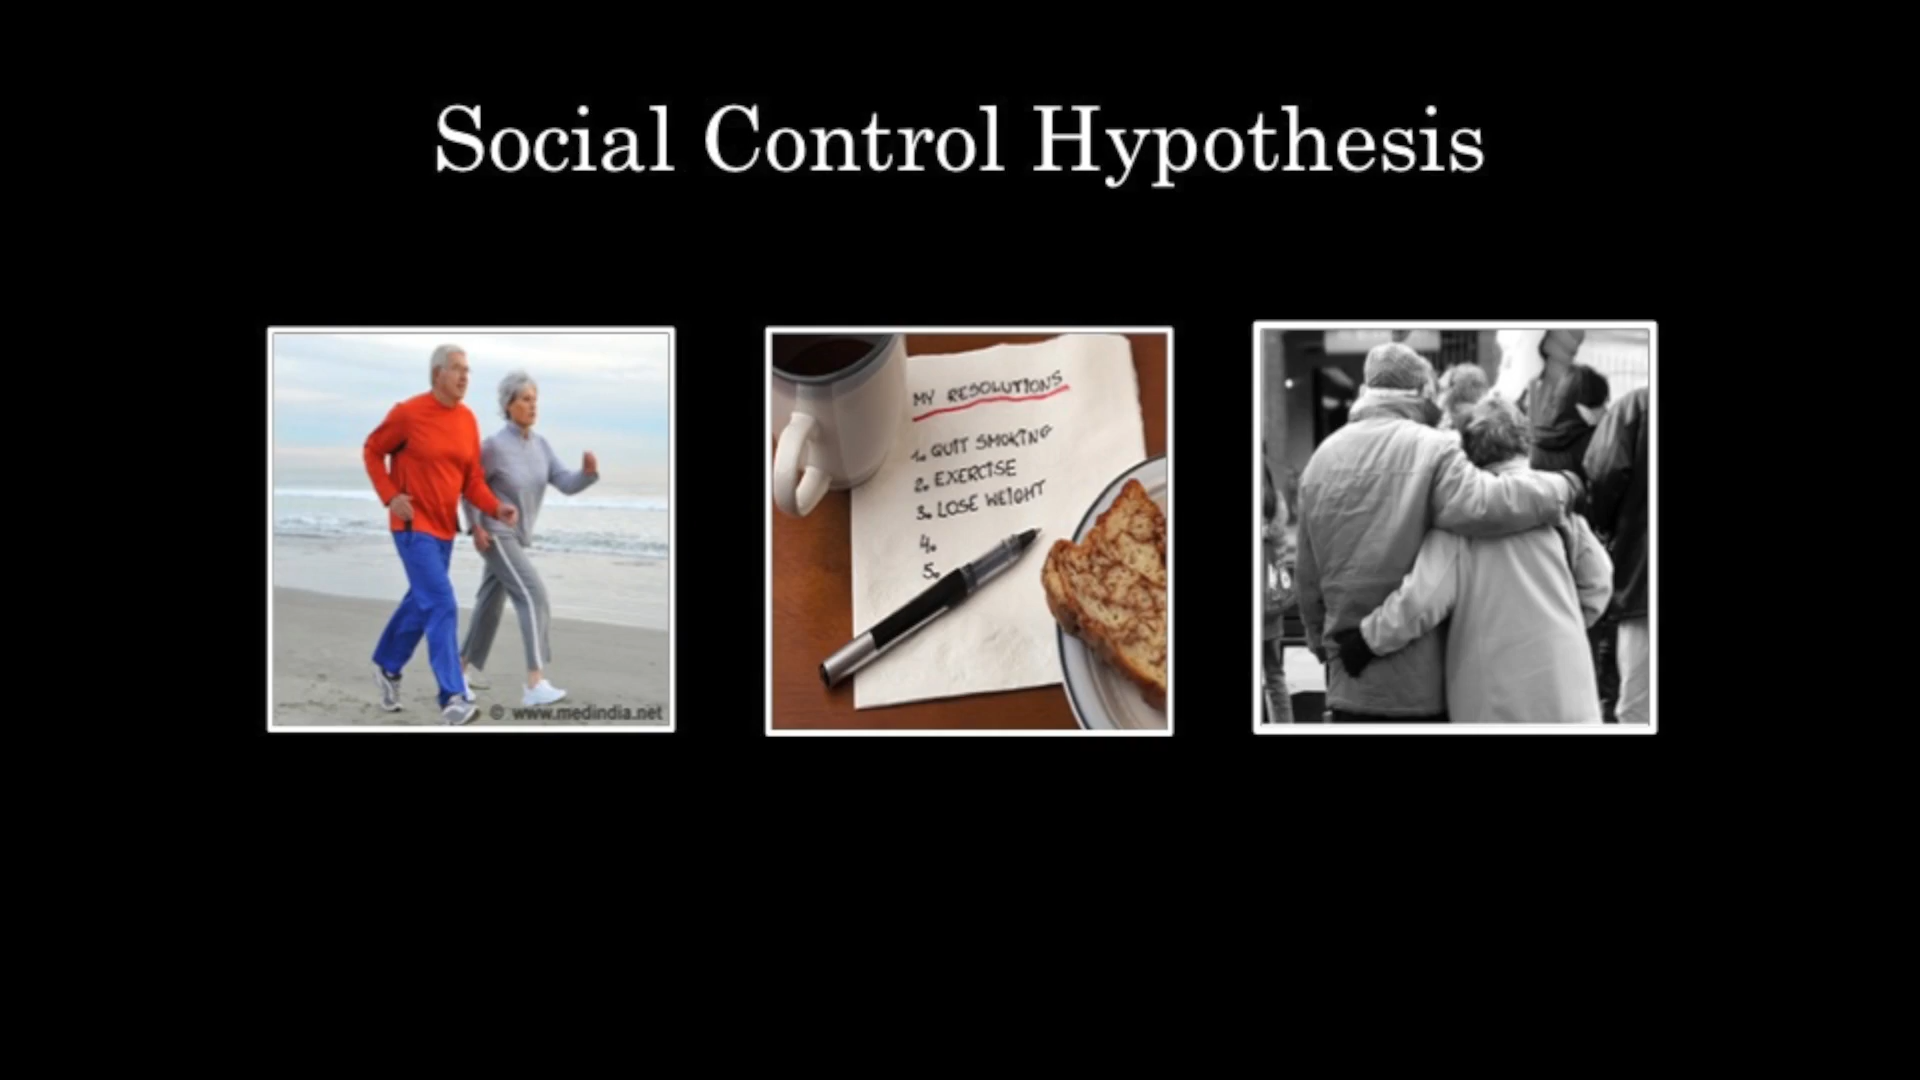 Social Control Hypothesis
© www.medindia.net
MY RESOLUTIONS
1. QUIT SMOKING
2. EXERCISE
3. LOSE WEIGHT
4.
5.